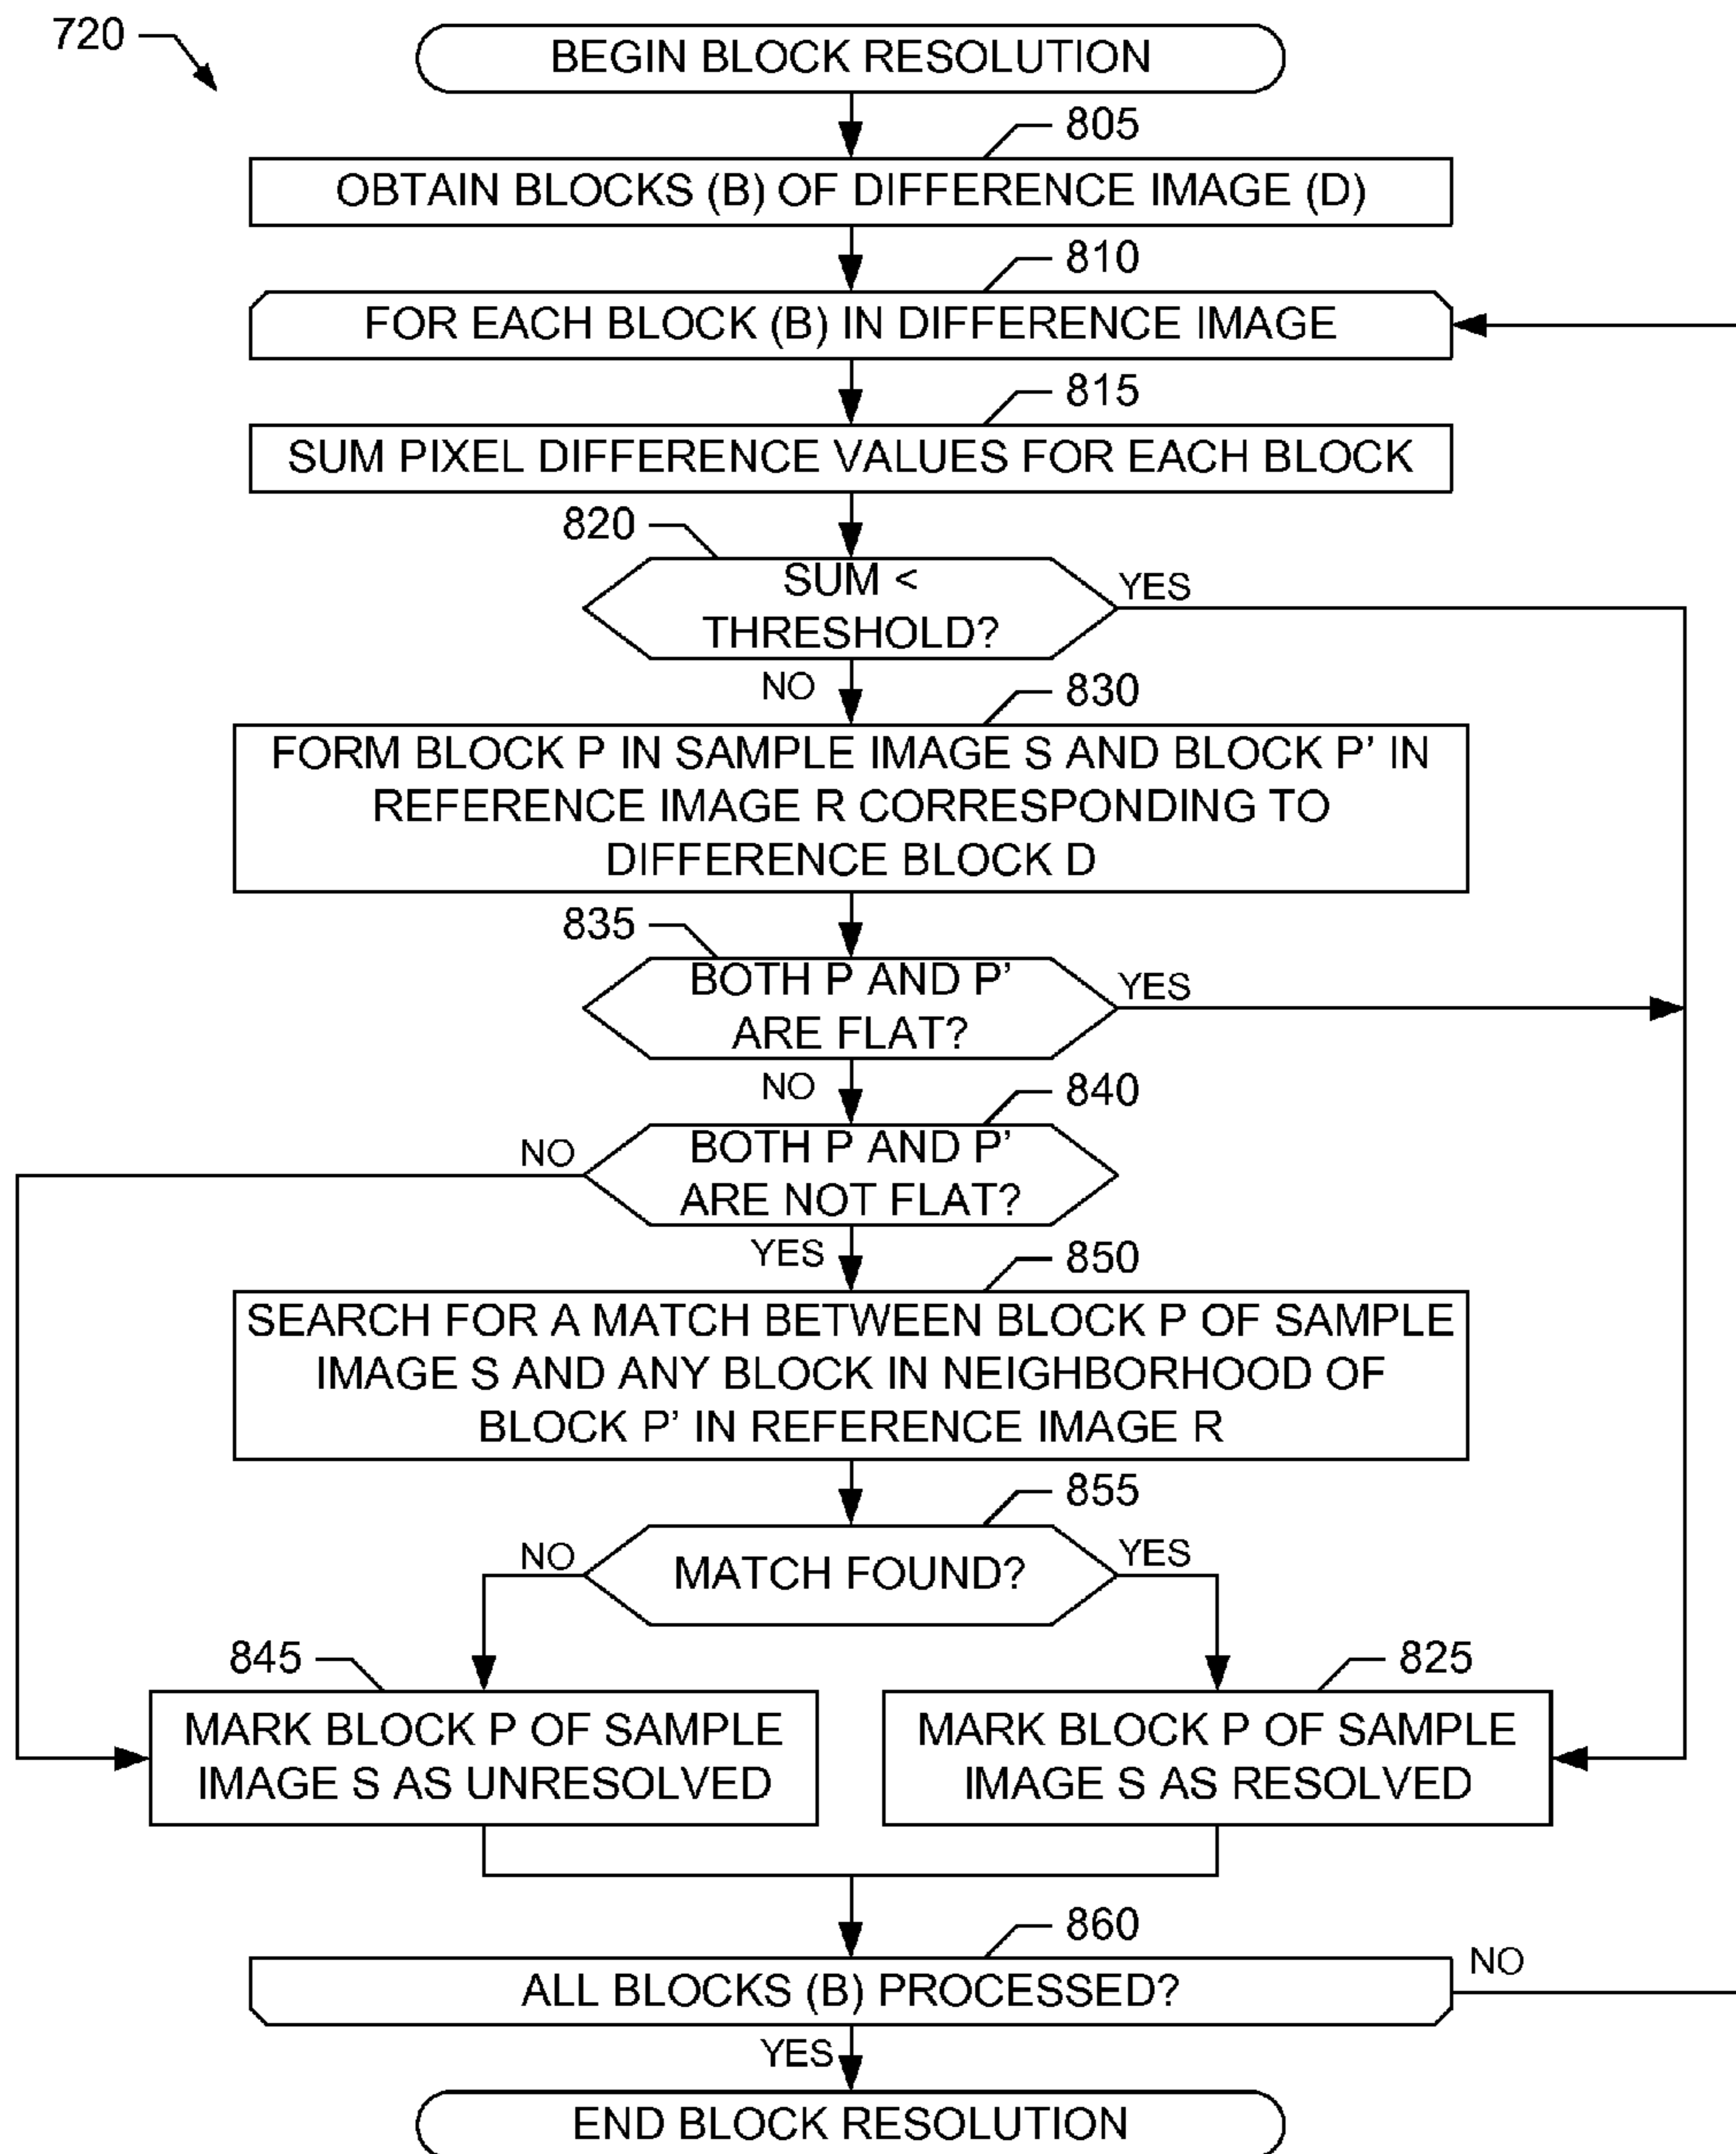 720
BEGIN BLOCK RESOLUTION
805
OBTAIN BLOCKS (B) OF DIFFERENCE IMAGE (D)
810
FOR EACH BLOCK (B) IN DIFFERENCE IMAGE
815
SUM PIXEL DIFFERENCE VALUES FOR EACH BLOCK
820
SUM <
THRESHOLD?
YES
NO
830
FORM BLOCK P IN SAMPLE IMAGE S AND BLOCK P' IN
REFERENCE IMAGE R CORRESPONDING TO
DIFFERENCE BLOCK D
835
BOTH P AND P'
ARE FLAT?
YES
NO
840
NO
BOTH P AND P'
ARE NOT FLAT?
YES
850
SEARCH FOR A MATCH BETWEEN BLOCK P OF SAMPLE
IMAGE S AND ANY BLOCK IN NEIGHBORHOOD OF
BLOCK P' IN REFERENCE IMAGE R
855
NO
MATCH FOUND?
YES
845
MARK BLOCK P OF SAMPLE
IMAGE S AS UNRESOLVED
825
MARK BLOCK P OF SAMPLE
IMAGE S AS RESOLVED
860
ALL BLOCKS (B) PROCESSED?
NO
YES
END BLOCK RESOLUTION